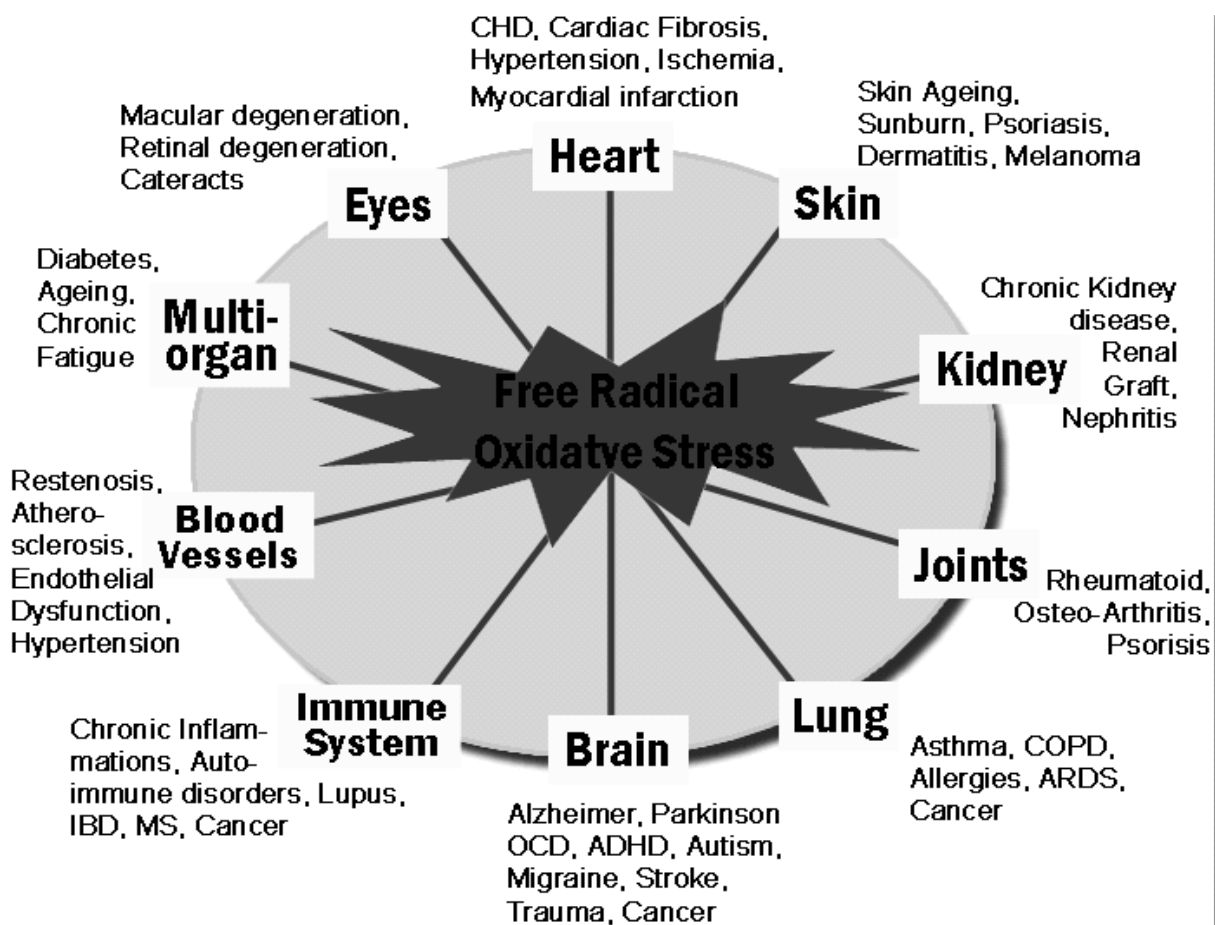 CHD, Cardiac Fibrosis,
Hypertension, Ischemia,
Myocardial infarction
Heart
Skin Ageing,
Sunburn, Psoriasis,
Dermatitis, Melanoma
Skin
Chronic Kidney
disease,
Renal
Graft,
Nephritis
Kidney
Joints
Rheumatoid,
Osteo-Arthritis,
Psorisis
Lung
Asthma, COPD,
Allergies, ARDS,
Cancer
Brain
Alzheimer, Parkinson
OCD, ADHD, Autism,
Migraine, Stroke,
Trauma, Cancer
Immune
System
Chronic Inflam-
mations, Auto-
immune disorders, Lupus,
IBD, MS, Cancer
Blood
Vessels
Restenosis,
Athero-
sclerosis,
Endothelial
Dysfunction,
Hypertension
Multi-
organ
Diabetes,
Ageing,
Chronic
Fatigue
Eyes
Macular degeneration,
Retinal degeneration,
Cateracts
Free Radical
Oxidatve Stress